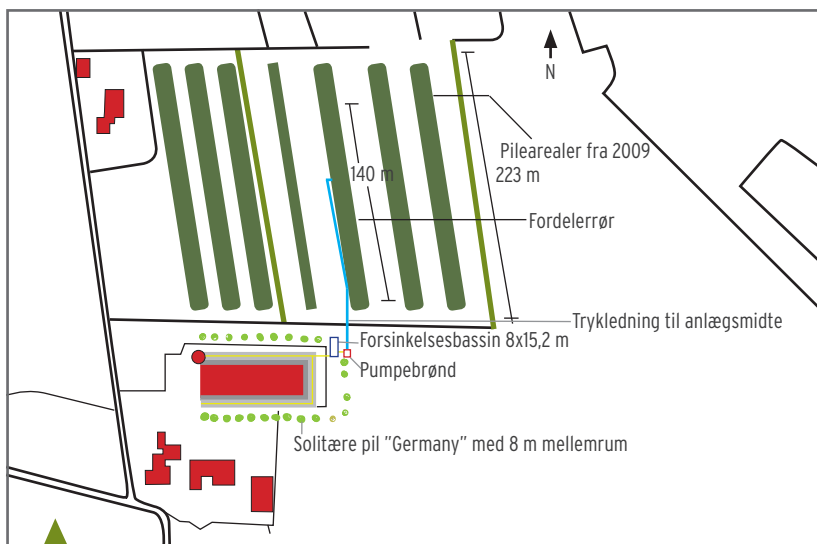 N
Pilearealer fra 2009
140 m
223 m
Fordelerrør
Trykledning til anlægsmidte
Forsinkelsesbassin 8x15,2 m
Pumpebrønd
Solitære pil ”Germany” med 8 m mellemrum